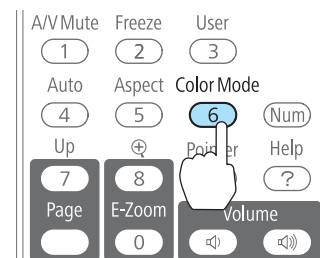 A/V Mute Freeze User
1 2 3
Auto Aspect Color Mode
4 5 6 Num
Up Pointer Help
7 8 ?
Page E-Zoom Volume
0